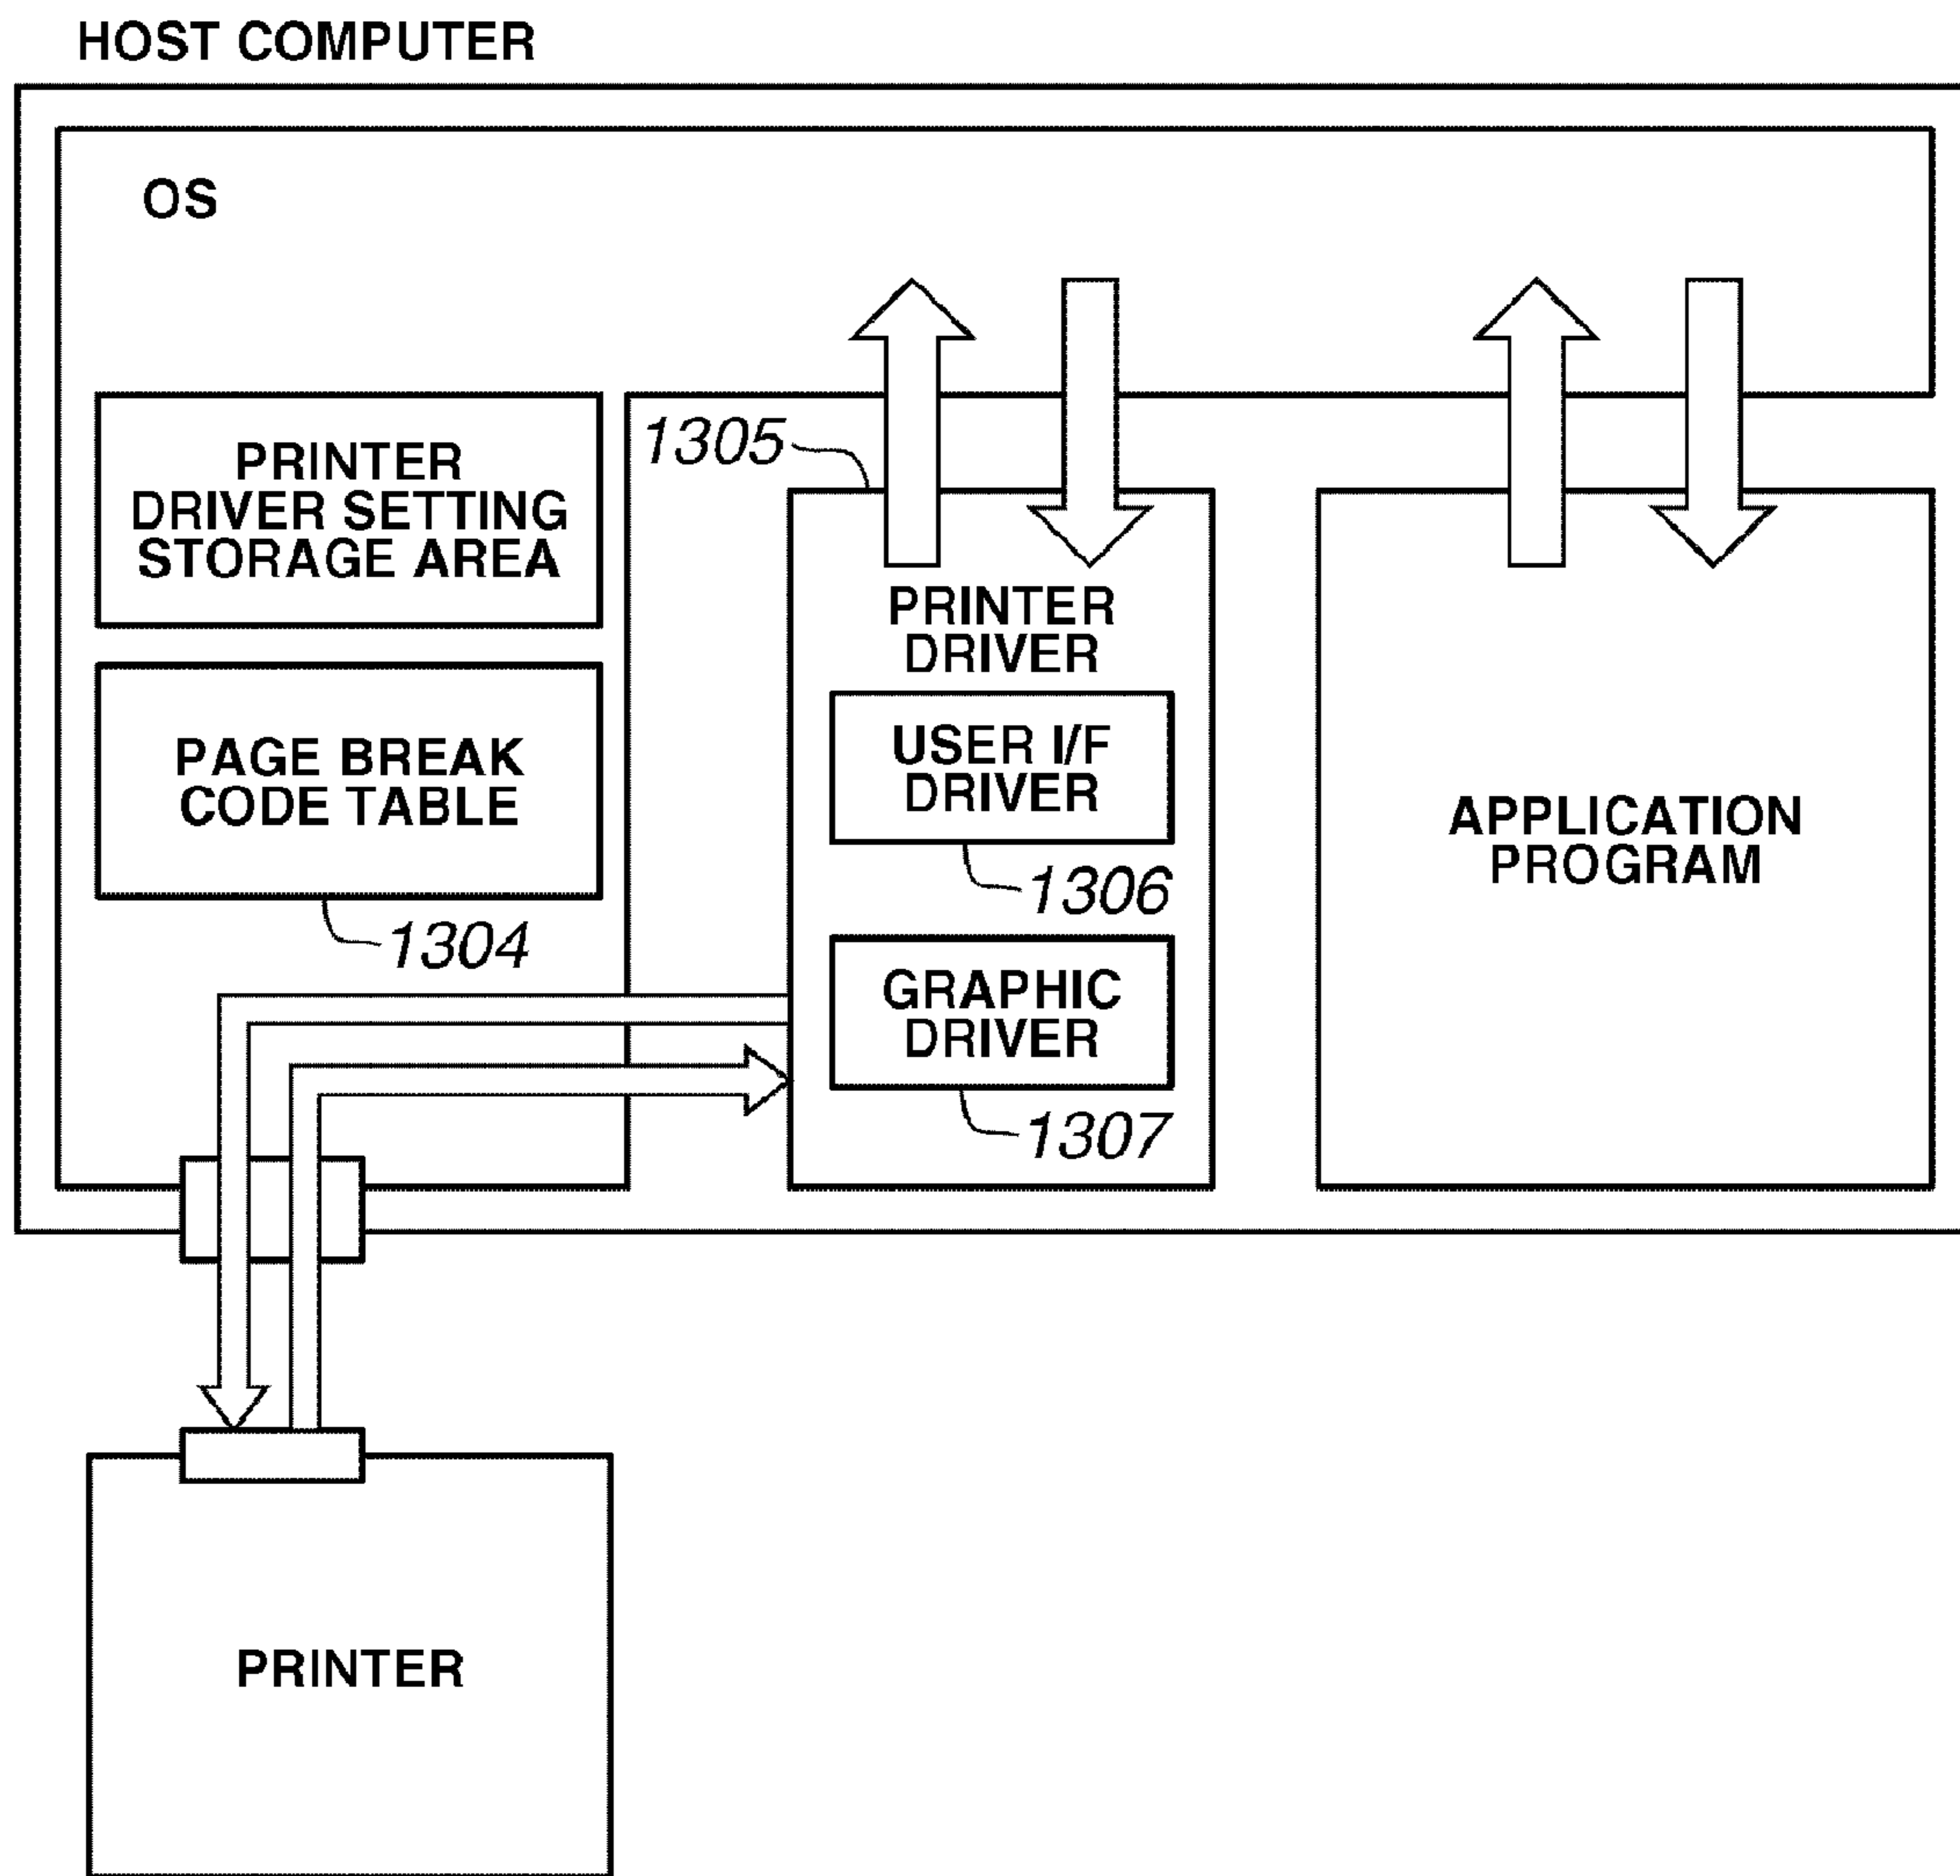 HOST COMPUTER
OS
PRINTER
DRIVER SETTING
STORAGE AREA
PAGE BREAK
CODE TABLE
1304
1305
PRINTER
DRIVER
USER I/F
DRIVER
1306
GRAPHIC
DRIVER
1307
APPLICATION
PROGRAM
PRINTER